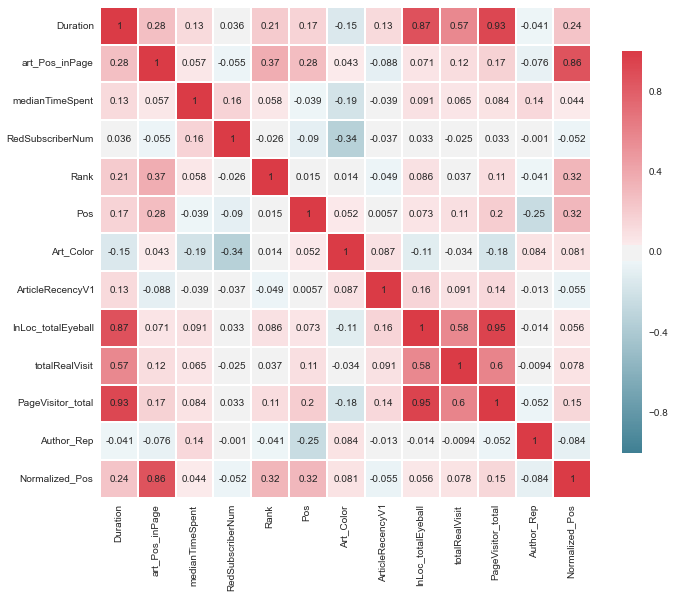 Duration 1 0.28 0.13 0.036 0.21 0.17 -0.15 0.13 0.87 0.57 0.93 -0.041 0.24
art_Pos_inPage 0.28 1 0.057 -0.055 0.37 0.28 0.043 -0.088 0.071 0.12 0.17 -0.076 0.86
medianTimeSpent 0.13 0.057 1 0.16 0.058 -0.039 -0.19 -0.039 0.091 0.065 0.084 0.14 0.044
RedSubscriberNum 0.036 -0.055 0.16 1 -0.026 -0.09 -0.34 -0.037 0.033 -0.025 0.033 -0.001 -0.052
Rank 0.21 0.37 0.058 -0.026 1 0.015 0.014 -0.049 0.086 0.037 0.11 -0.041 0.32
Pos 0.17 0.28 -0.039 -0.09 0.015 1 0.052 0.0057 0.073 0.11 0.2 -0.25 0.32
Art_Color -0.15 0.043 -0.19 -0.34 0.014 0.052 1 0.087 -0.11 -0.034 -0.18 0.084 0.081
ArticleRecencyV1 0.13 -0.088 -0.039 -0.037 -0.049 0.0057 0.087 1 0.16 0.091 0.14 -0.013 -0.055
InLoc_totalEyeball 0.87 0.071 0.091 0.033 0.086 0.073 -0.11 0.16 1 0.58 0.95 -0.014 0.056
totalRealVisit 0.57 0.12 0.065 -0.025 0.037 0.11 -0.034 0.091 0.58 1 0.6 -0.0094 0.078
PageVisitor_total 0.93 0.17 0.084 0.033 0.11 0.2 -0.18 0.14 0.95 0.6 1 -0.052 0.15
Author_Rep -0.041 -0.076 0.14 -0.001 -0.041 -0.25 0.084 -0.013 -0.014 -0.0094 -0.052 1 -0.084
Normalized_Pos 0.24 0.86 0.044 -0.052 0.32 0.32 0.081 -0.055 0.056 0.078 0.15 -0.084 1
Duration
art_Pos_inPage
medianTimeSpent
RedSubscriberNum
Rank
Pos
Art_Color
ArticleRecencyV1
InLoc_totalEyeball
totalRealVisit
PageVisitor_total
Author_Rep
Normalized_Pos
0.8
0.4
0.0
−0.4
−0.8